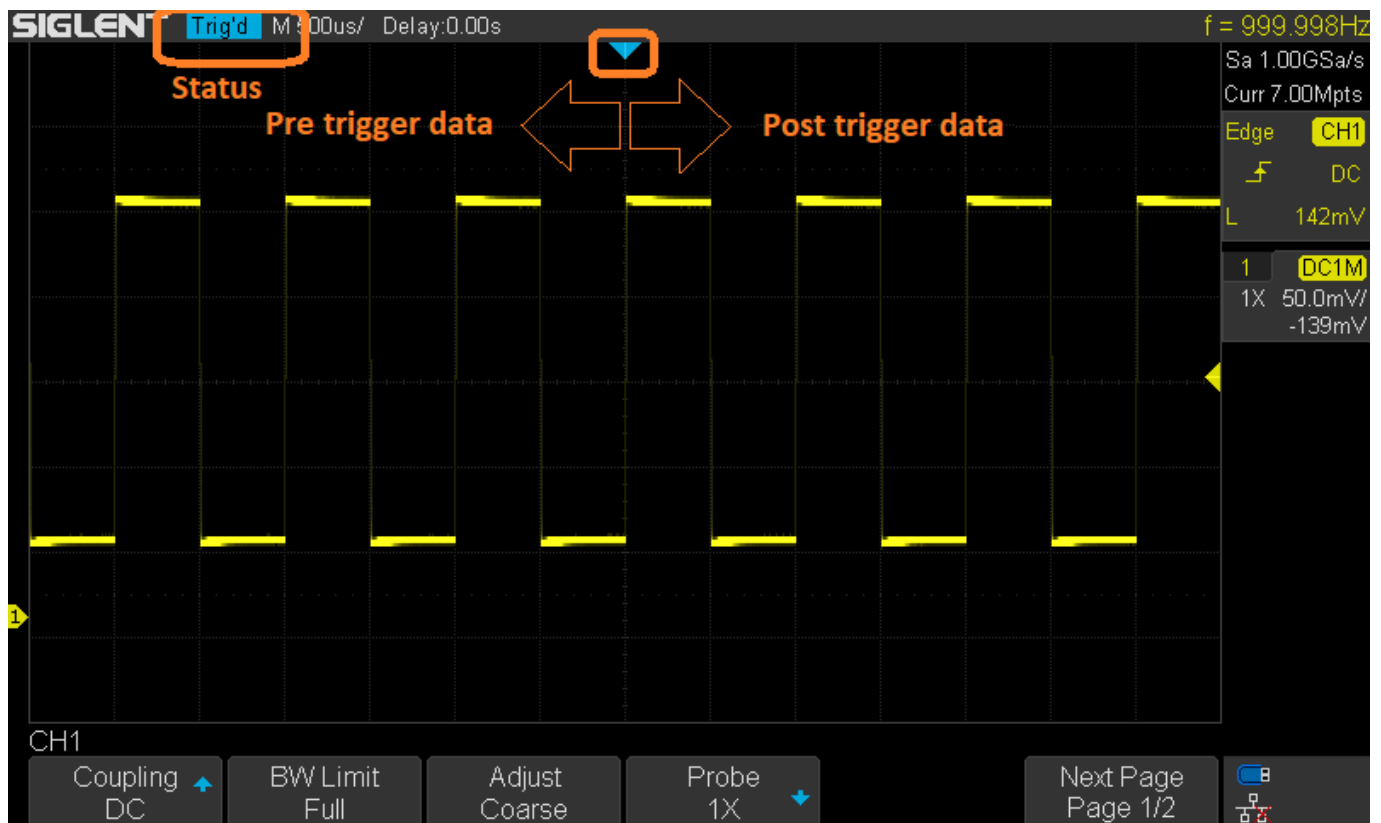 SIGLENT Trig'd M 500us/ Delay:0.00s f = 999.998Hz
Sa 1.00GSa/s
Status
Curr 7.00Mpts
Pre trigger data Post trigger data
Edge CH1
DC
L 142mV
1 DC1M
1X 50.0mV/
-139mV
1
CH1
Coupling BW Limit Adjust Probe Next Page
DC Full Coarse 1X Page 1/2